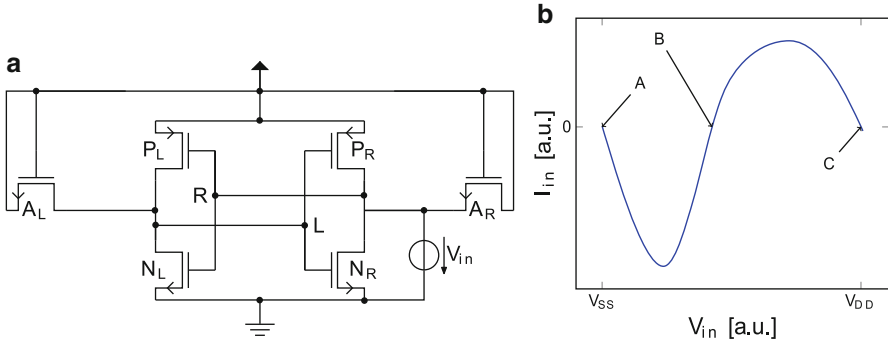 a
P_L
P_R
A_L
R
A_R
L
V_in
N_L
N_R
b
B
A
0
C
I_in [a.u.]
V_SS
V_DD
V_in [a.u.]